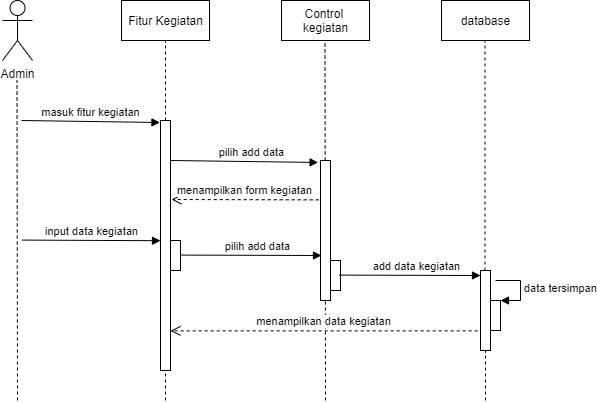 Fitur Kegiatan
Control
kegiatan
database
Admin
masuk fitur kegiatan
pilih add data
menampilkan form kegiatan
input data kegiatan
pilih add data
add data kegiatan
data tersimpan
menampilkan data kegiatan